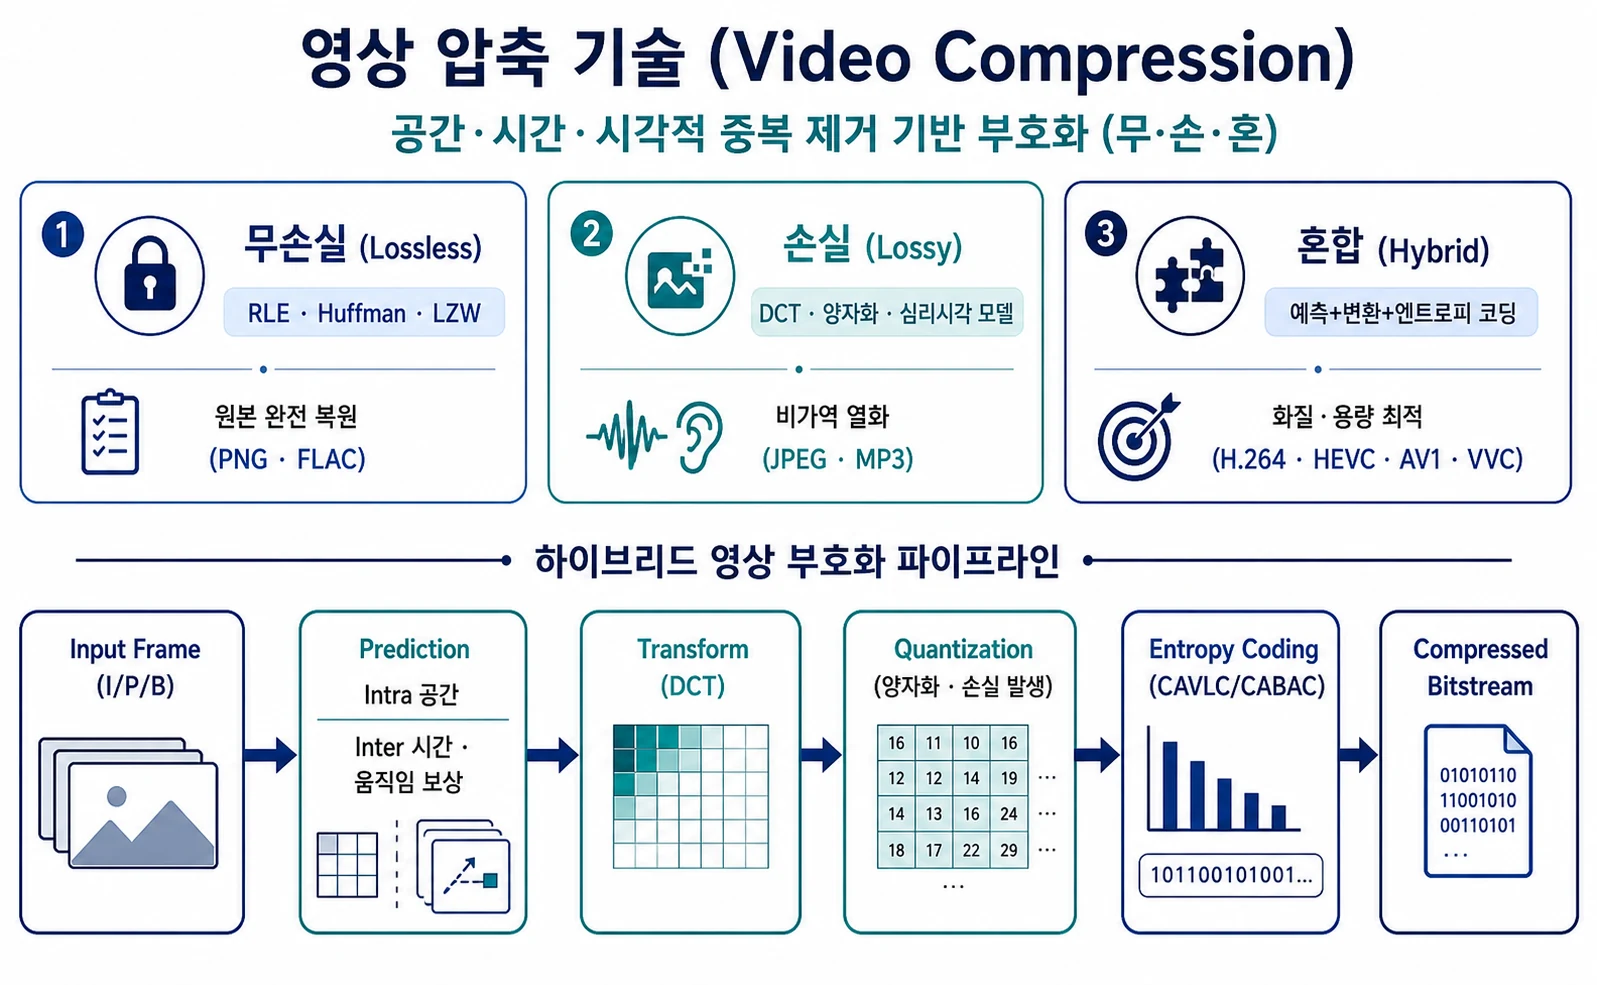 영상 압축 기술 (Video Compression)
공간·시간·시각적 중복 제거 기반 부호화 (무·손·혼)
1
무손실 (Lossless)
RLE · Huffman · LZW
원본 완전 복원
(PNG · FLAC)
2
손실 (Lossy)
DCT · 양자화 · 심리시각 모델
비가역 열화
(JPEG · MP3)
3
혼합 (Hybrid)
예측+변환+엔트로피 코딩
화질 · 용량 최적
(H.264 · HEVC · AV1 · VVC)
하이브리드 영상 부호화 파이프라인
Input Frame
(I/P/B)
Prediction
Intra 공간
Inter 시간 ·
움직임 보상
Transform
(DCT)
Quantization
(양자화 · 손실 발생)
16 11 10 16
12 12 14 19 ...
14 13 16 24 ...
18 17 22 29 ...
...
Entropy Coding
(CAVLC/CABAC)
101100101001...
Compressed
Bitstream
01010110
11001010
00110101
...